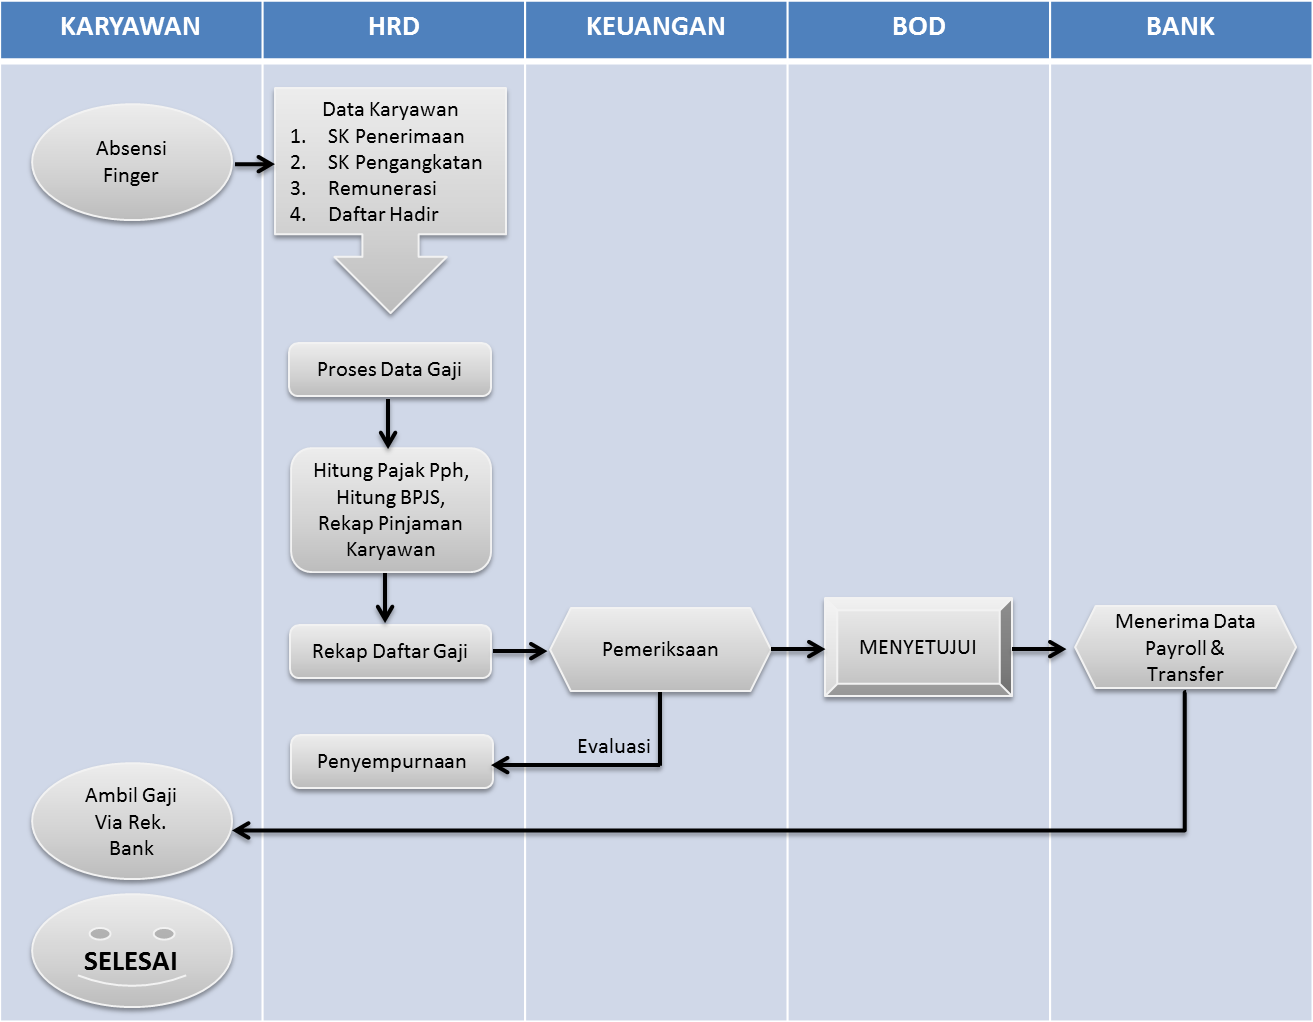 KARYAWAN
HRD
KEUANGAN
BOD
BANK
Absensi
Finger
Data Karyawan
1. SK Penerimaan
2. SK Pengangkatan
3. Remunerasi
4. Daftar Hadir
Proses Data Gaji
Hitung Pajak Pph,
Hitung BPJS,
Rekap Pinjaman
Karyawan
Rekap Daftar Gaji
Pemeriksaan
MENYETUJUI
Menerima Data
Payroll &
Transfer
Evaluasi
Penyempurnaan
Ambil Gaji
Via Rek.
Bank
SELESAI